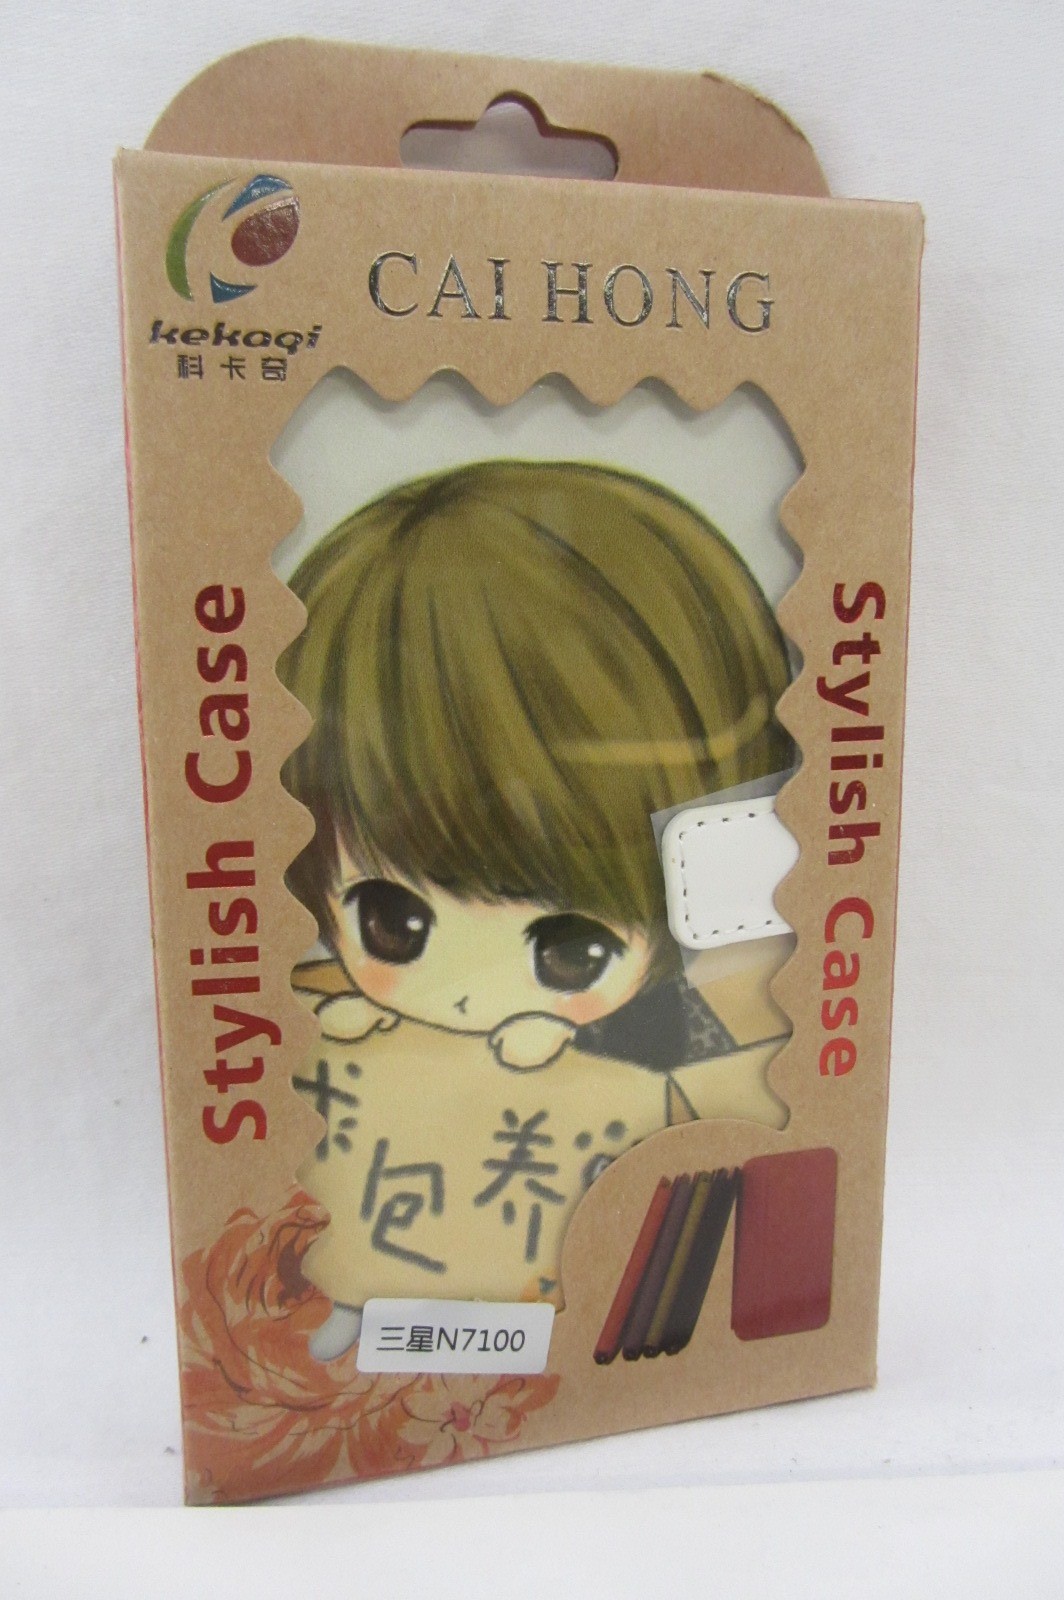 CAI HONG
kekaqi
科卡奇
Stylish Case
Stylish Case
求包养
三星N7100